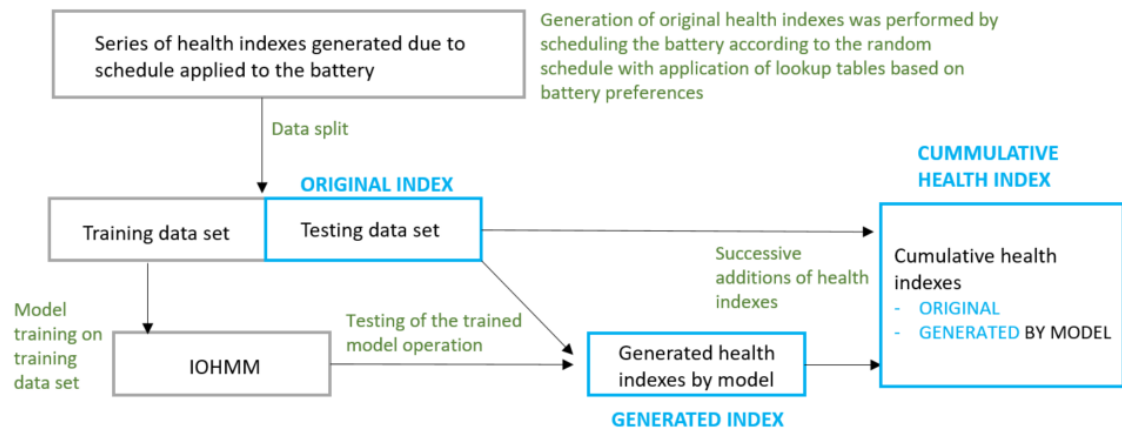 Series of health indexes generated due to
schedule applied to the battery
Generation of original health indexes was performed by
scheduling the battery according to the random
schedule with application of lookup tables based on
battery preferences
Data split
CUMMULATIVE
HEALTH INDEX
ORIGINAL INDEX
Training data set
Testing data set
Successive
additions of health
indexes
Cumulative health
indexes
- ORIGINAL
- GENERATED BY MODEL
Model
training on
training
data set
IOHMM
Testing of the trained
model operation
Generated health
indexes by model
GENERATED INDEX